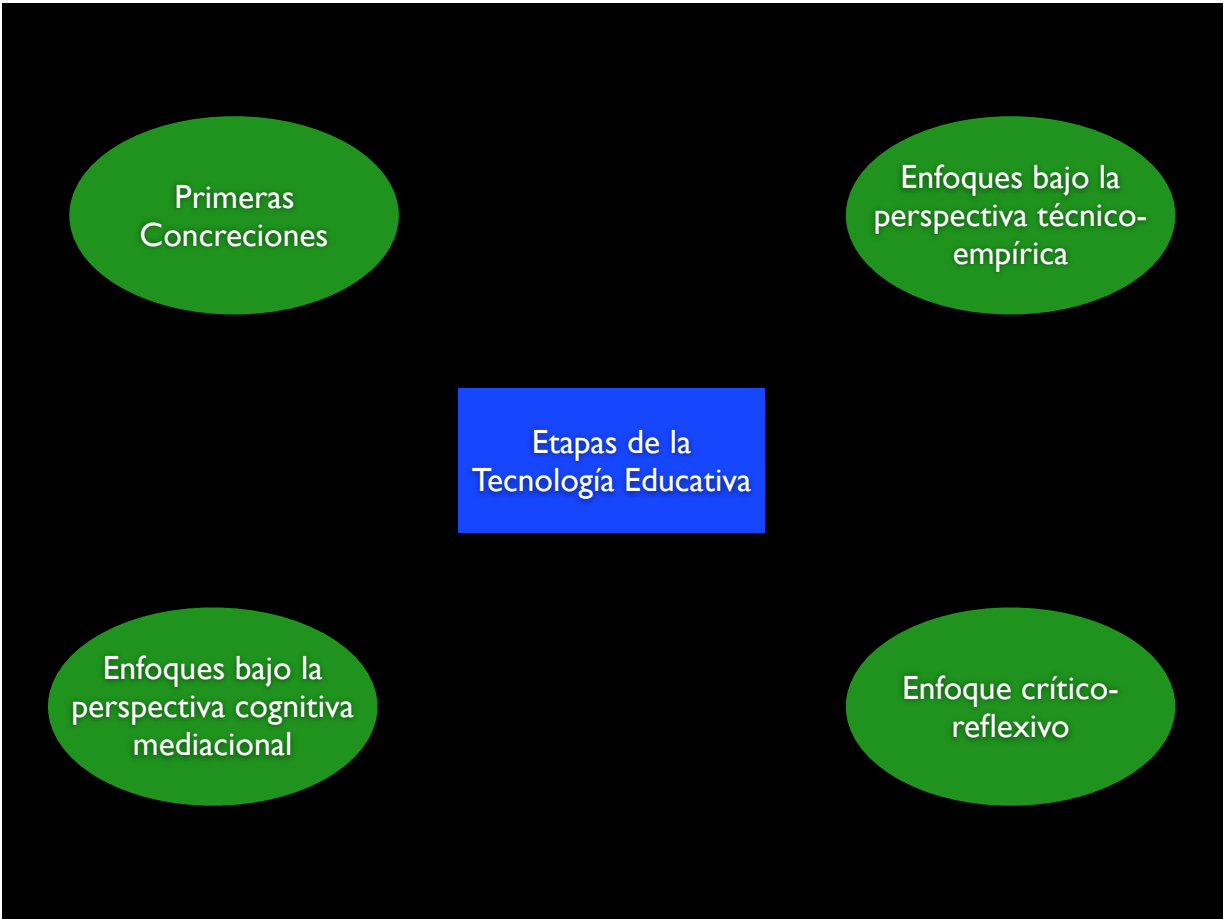 Primeras
Concreciones
Enfoques bajo la
perspectiva técnico-
empírica
Etapas de la
Tecnología Educativa
Enfoques bajo la
perspectiva cognitiva
mediacional
Enfoque crítico-
reflexivo